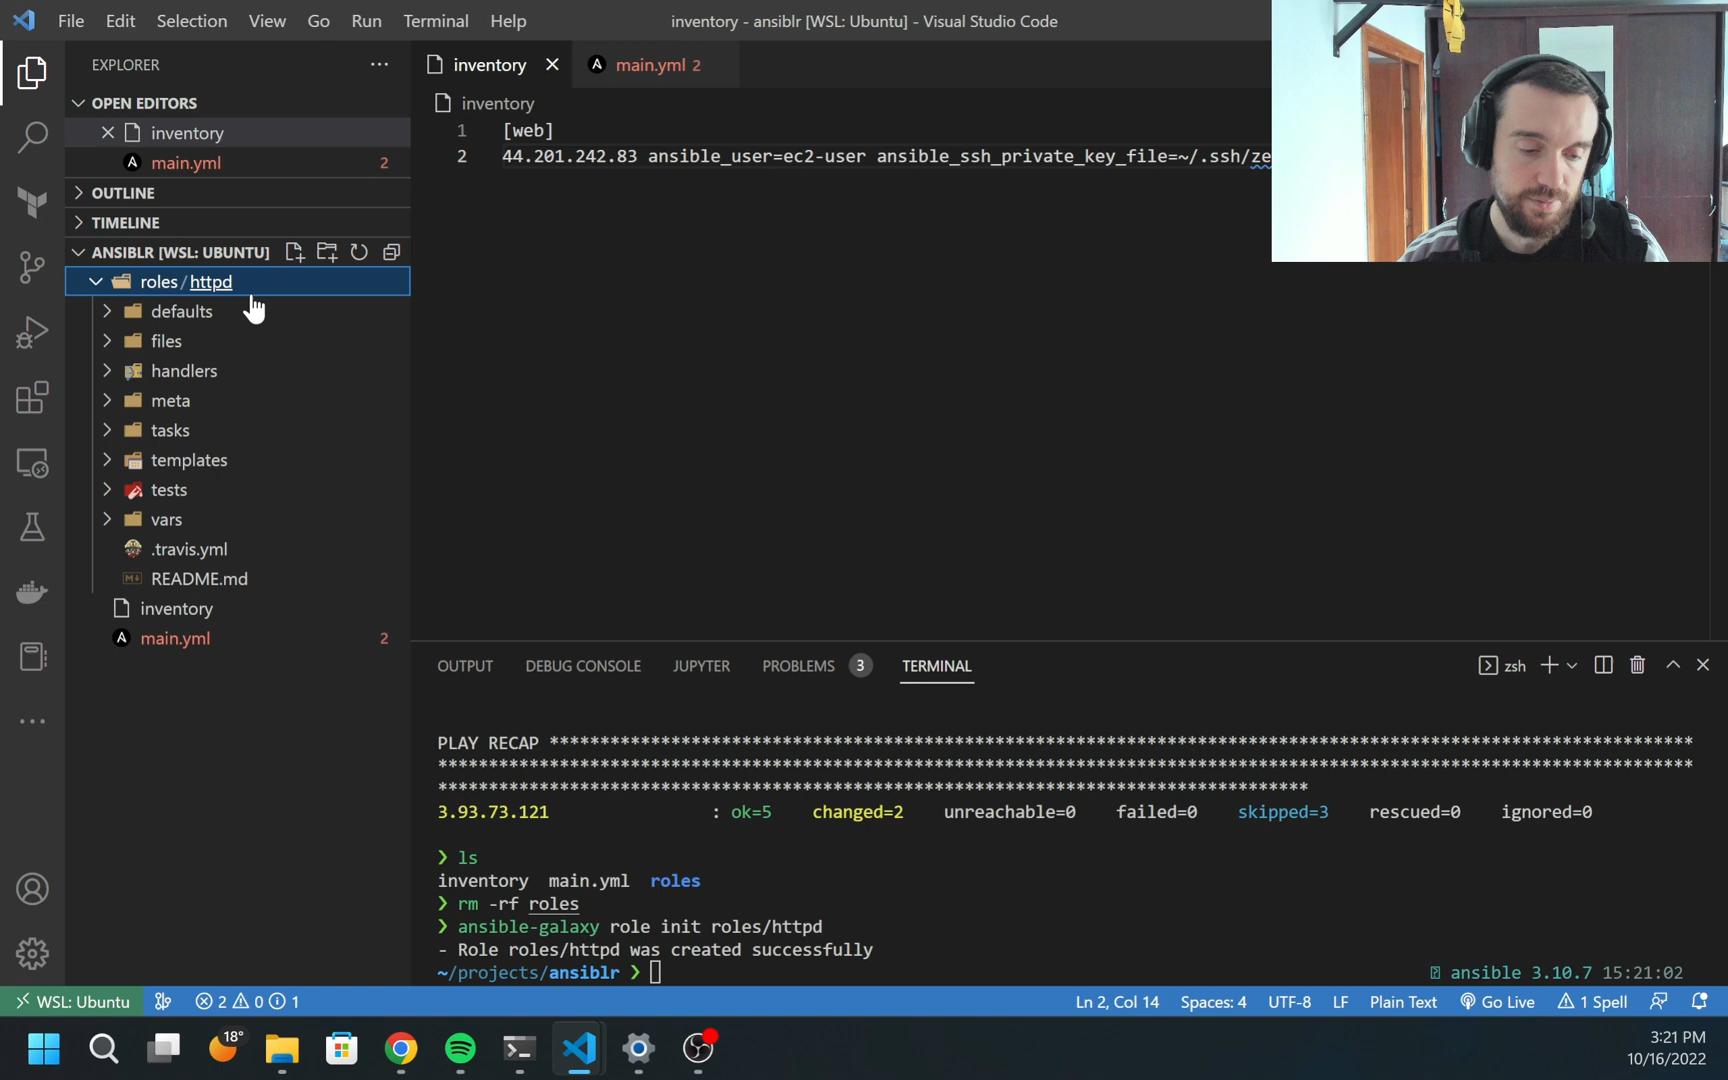 File Edit Selection View Go Run Terminal Help
inventory - ansiblr [WSL: Ubuntu] - Visual Studio Code
EXPLORER
OPEN EDITORS
inventory
main.yml 2
OUTLINE
TIMELINE
ANSIBLR [WSL: UBUNTU]
roles / httpd
defaults
files
handlers
meta
tasks
templates
tests
vars
.travis.yml
README.md
inventory
main.yml 2
inventory main.yml 2
inventory
1 [web]
2 44.201.242.83 ansible_user=ec2-user ansible_ssh_private_key_file=~/.ssh/ze
OUTPUT DEBUG CONSOLE JUPYTER PROBLEMS 3 TERMINAL
zsh
PLAY RECAP *****************************************************************************************************************
****************************************************************************************************************************
**************************************************************************************
3.93.73.121 : ok=5 changed=2 unreachable=0 failed=0 skipped=3 rescued=0 ignored=0
❯ ls
inventory main.yml roles
❯ rm -rf roles
❯ ansible-galaxy role init roles/httpd
- Role roles/httpd was created successfully
~/projects/ansiblr ❯
ansible 3.10.7 15:21:02
WSL: Ubuntu 2 0 1 Ln 2, Col 14 Spaces: 4 UTF-8 LF Plain Text Go Live 1 Spell
18°
3:21 PM
10/16/2022